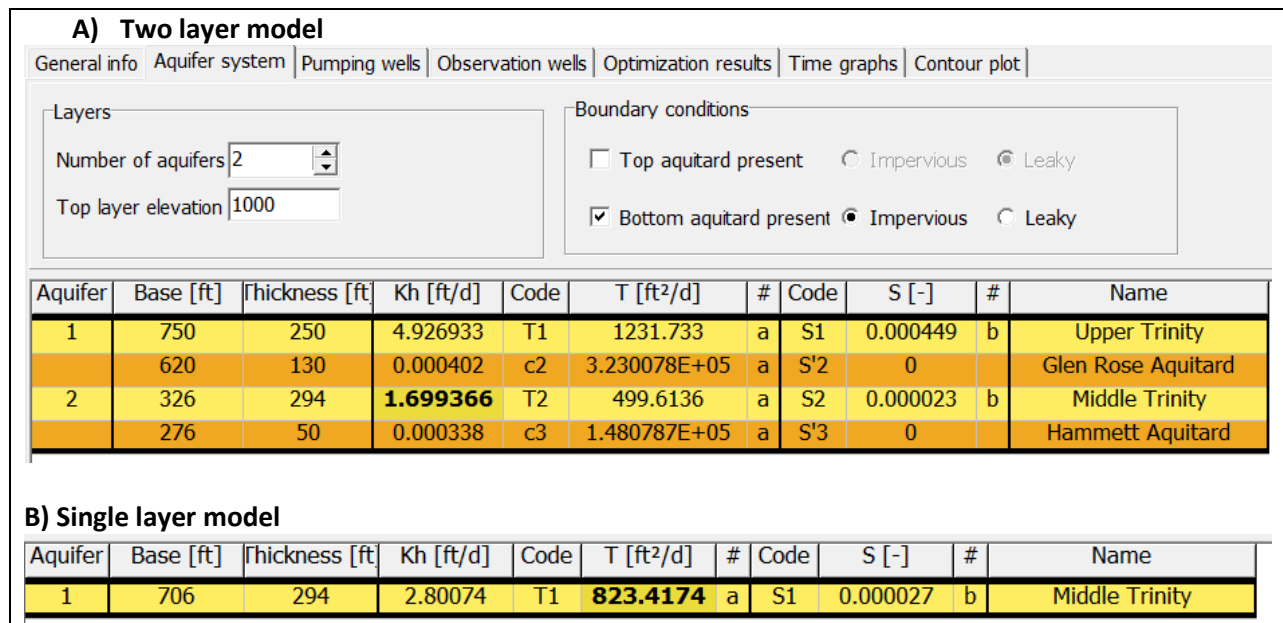 A) Two layer model
General info Aquifer system Pumping wells Observation wells Optimization results Time graphs Contour plot
Layers Boundary conditions
Number of aquifers 2 Top aquitard present Impervious Leaky
Top layer elevation 1000
Bottom aquitard present Impervious Leaky
Aquifer Base [ft] Thickness [ft] Kh [ft/d] Code T [ft²/d] # Code S [-] # Name
1 750 250 4.926933 T1 1231.733 a S1 0.000449 b Upper Trinity
620 130 0.000402 c2 3.230078E+05 a S'2 0 Glen Rose Aquitard
2 326 294 1.699366 T2 499.6136 a S2 0.000023 b Middle Trinity
276 50 0.000338 c3 1.480787E+05 a S'3 0 Hammett Aquitard
B) Single layer model
Aquifer Base [ft] Thickness [ft] Kh [ft/d] Code T [ft²/d] # Code S [-] # Name
1 706 294 2.80074 T1 823.4174 a S1 0.000027 b Middle Trinity